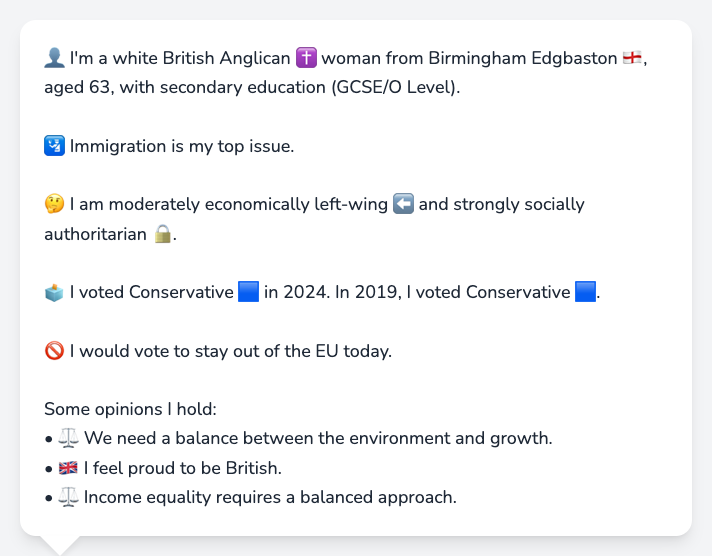 👤 I'm a white British Anglican ✝️ woman from Birmingham Edgbaston 🏴󠁧󠁢󠁥󠁮󠁧󠁿,
aged 63, with secondary education (GCSE/O Level).
🛂 Immigration is my top issue.
🤔 I am moderately economically left-wing ⬅️ and strongly socially
authoritarian 🔒.
🗳️ I voted Conservative 🟦 in 2024. In 2019, I voted Conservative 🟦.
🚫 I would vote to stay out of the EU today.
Some opinions I hold:
• ⚖️ We need a balance between the environment and growth.
• 🇬🇧 I feel proud to be British.
• ⚖️ Income equality requires a balanced approach.